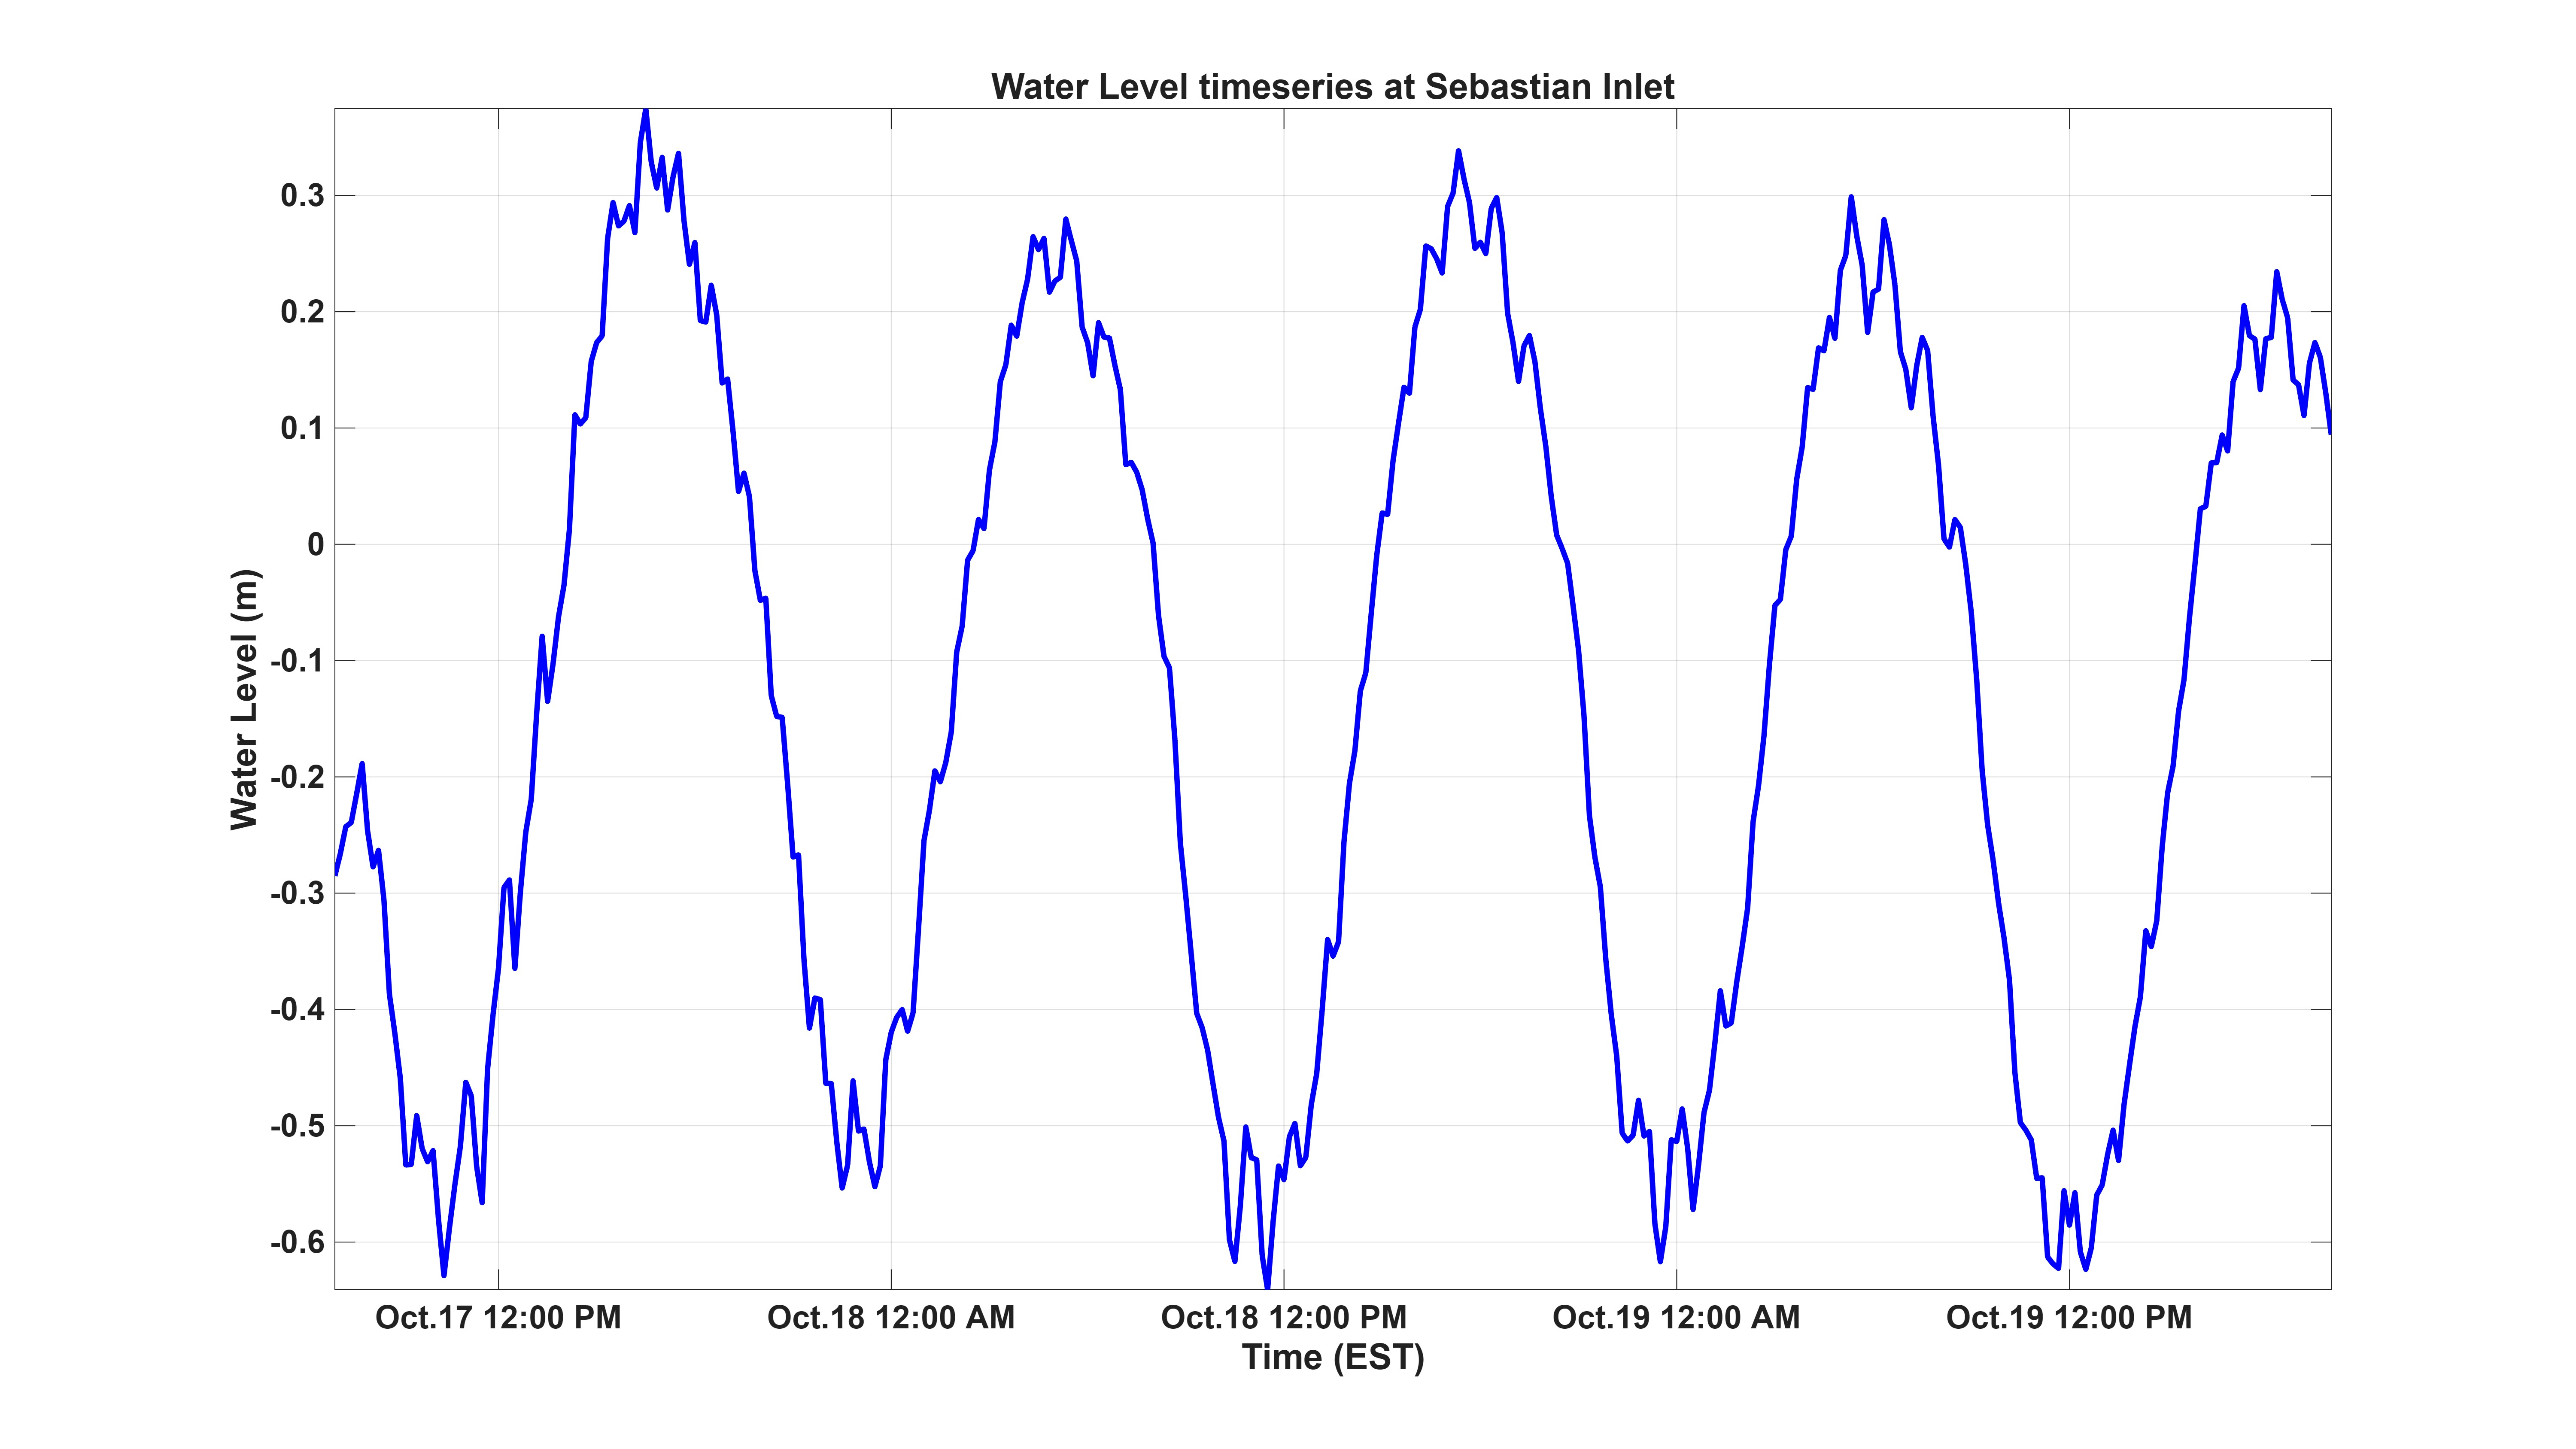 Water Level timeseries at Sebastian Inlet
Water Level (m)
0.3
0.2
0.1
0
-0.1
-0.2
-0.3
-0.4
-0.5
-0.6
Oct.17 12:00 PM
Oct.18 12:00 AM
Oct.18 12:00 PM
Oct.19 12:00 AM
Oct.19 12:00 PM
Time (EST)